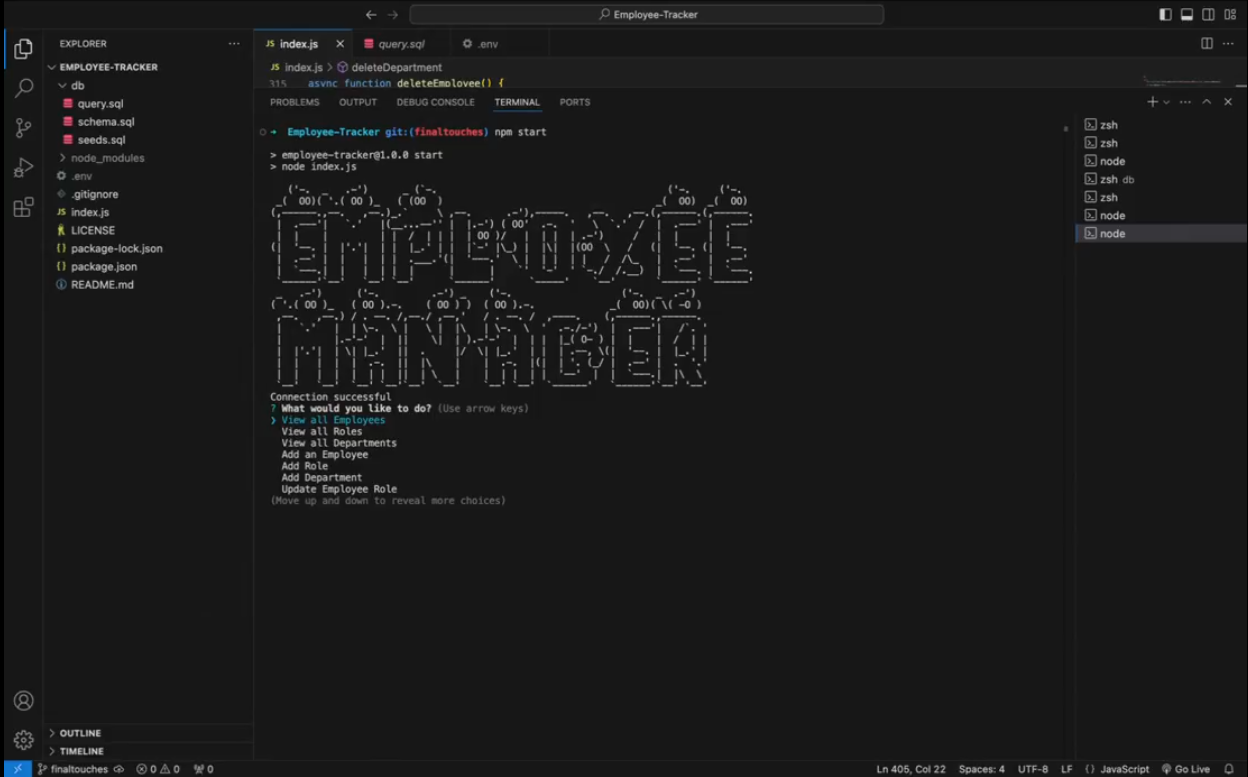 Employee-Tracker
EXPLORER
EMPLOYEE-TRACKER
db
query.sql
schema.sql
seeds.sql
node_modules
.env
.gitignore
JS index.js
LICENSE
{} package-lock.json
{} package.json
README.md
OUTLINE
TIMELINE
JS index.js
query.sql
.env
JS index.js > deleteDepartment
315 async function deleteEmployee() {
PROBLEMS OUTPUT DEBUG CONSOLE TERMINAL PORTS
Employee-Tracker git:(finaltouches) npm start
> employee-tracker@1.0.0 start
> node index.js
EMPLOYEE
MANAGER
Connection successful
? What would you like to do? (Use arrow keys)
❯ View all Employees
View all Roles
View all Departments
Add an Employee
Add Role
Add Department
Update Employee Role
(Move up and down to reveal more choices)
zsh
zsh
node
zsh db
zsh
node
node
finaltouches 0 0 0 Ln 405, Col 22 Spaces: 4 UTF-8 LF {} JavaScript Go Live